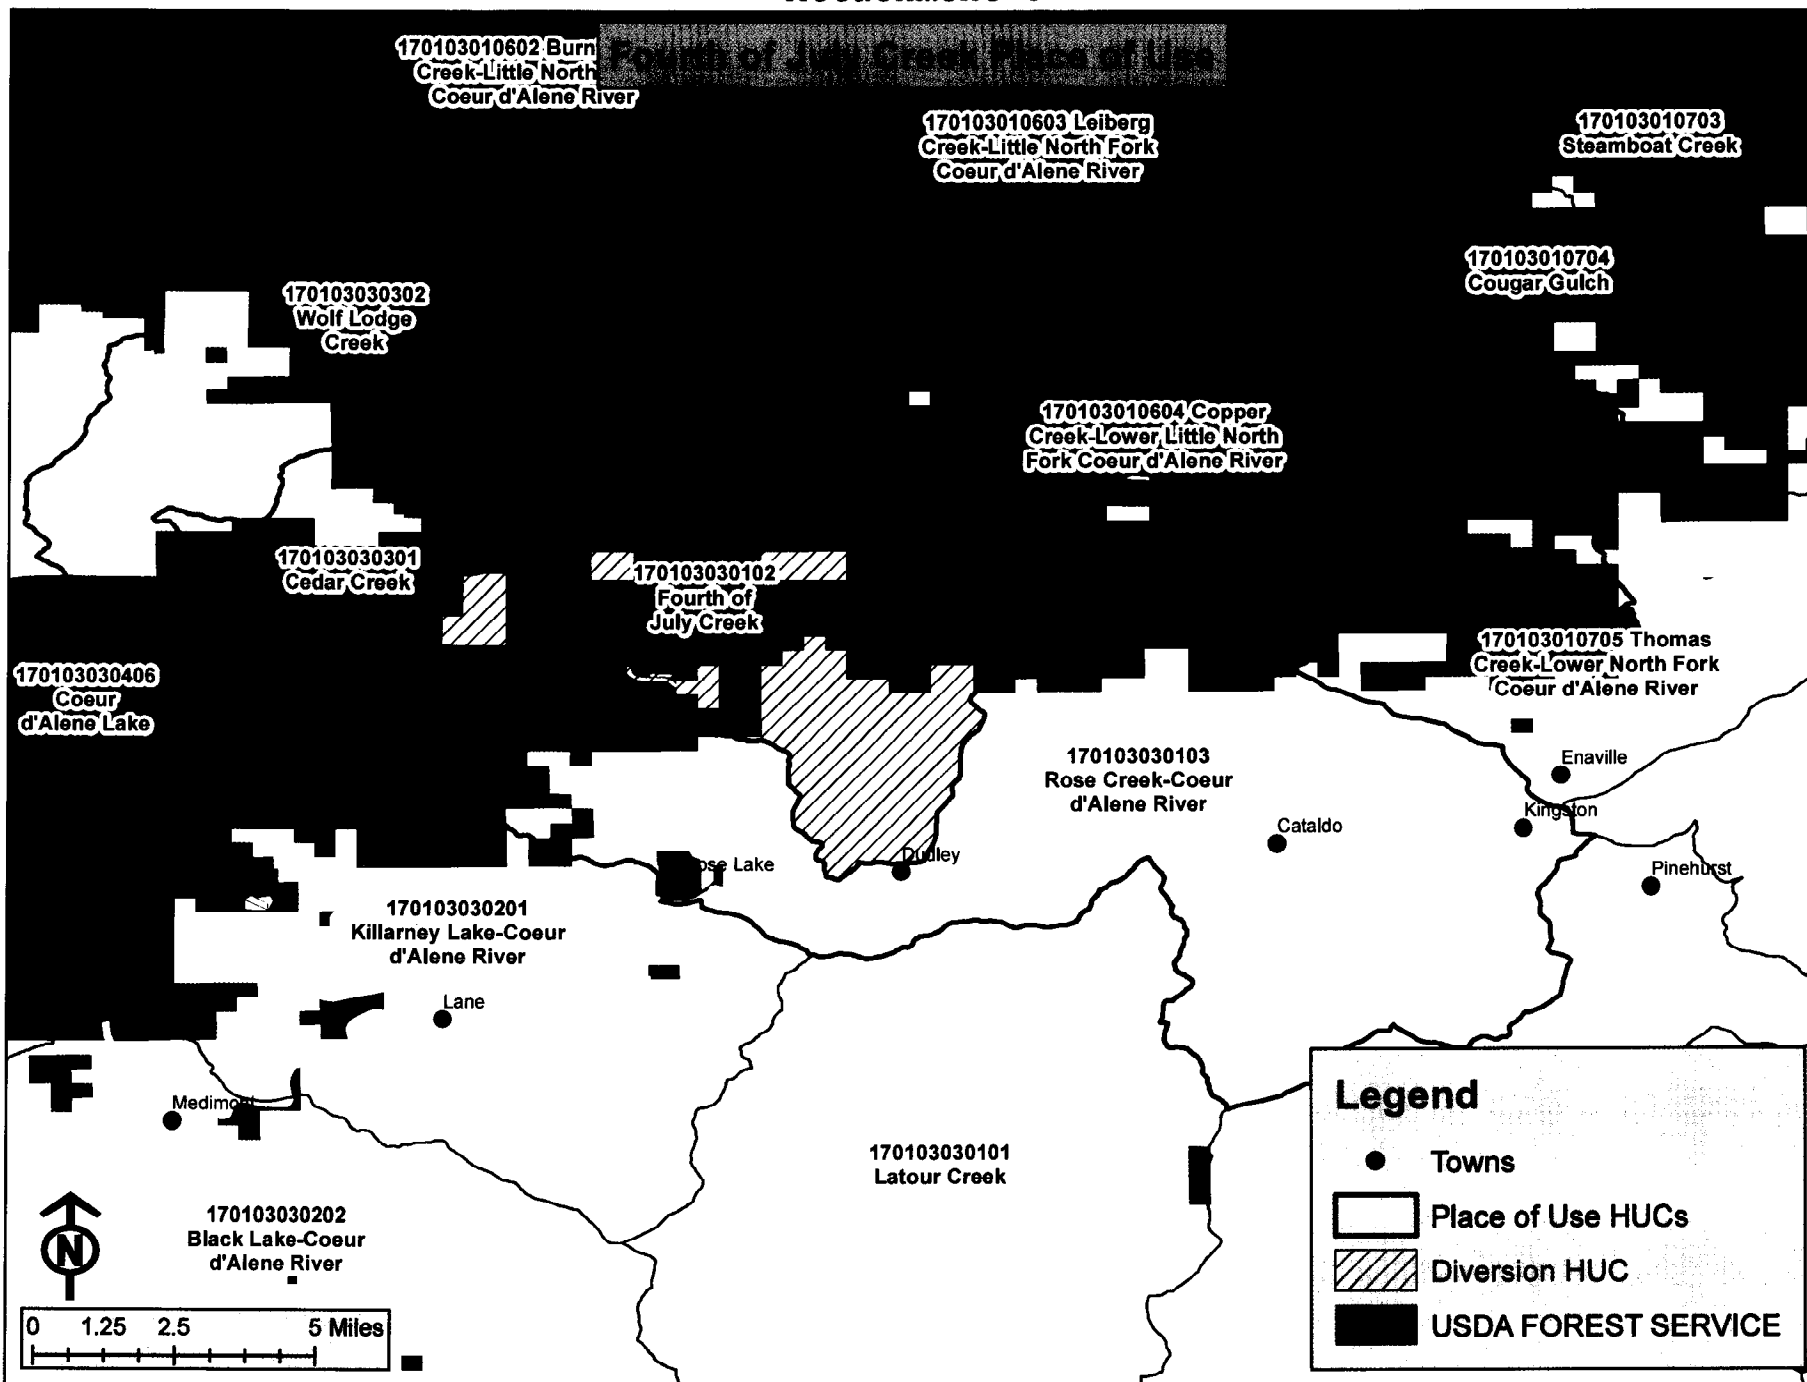 Fourth of July Creek Place of Use
170103010602 Burn
Creek-Little North
Coeur d'Alene River
170103010603 Leiberg
Creek-Little North Fork
Coeur d'Alene River
170103010703
Steamboat Creek
170103010704
Cougar Gulch
170103030302
Wolf Lodge
Creek
170103010604 Copper
Creek-Lower Little North
Fork Coeur d'Alene River
170103030301
Cedar Creek
170103030102
Fourth of
July Creek
170103010705 Thomas
Creek-Lower North Fork
Coeur d'Alene River
170103030406
Coeur
d'Alene Lake
170103030103
Rose Creek-Coeur
d'Alene River
Enaville
Kingston
Cataldo
Pinehurst
Dudley
ose Lake
170103030201
Killarney Lake-Coeur
d'Alene River
Lane
Medimont
170103030101
Latour Creek
170103030202
Black Lake-Coeur
d'Alene River
N
0 1.25 2.5 5 Miles
Legend
Towns
Place of Use HUCs
Diversion HUC
USDA FOREST SERVICE